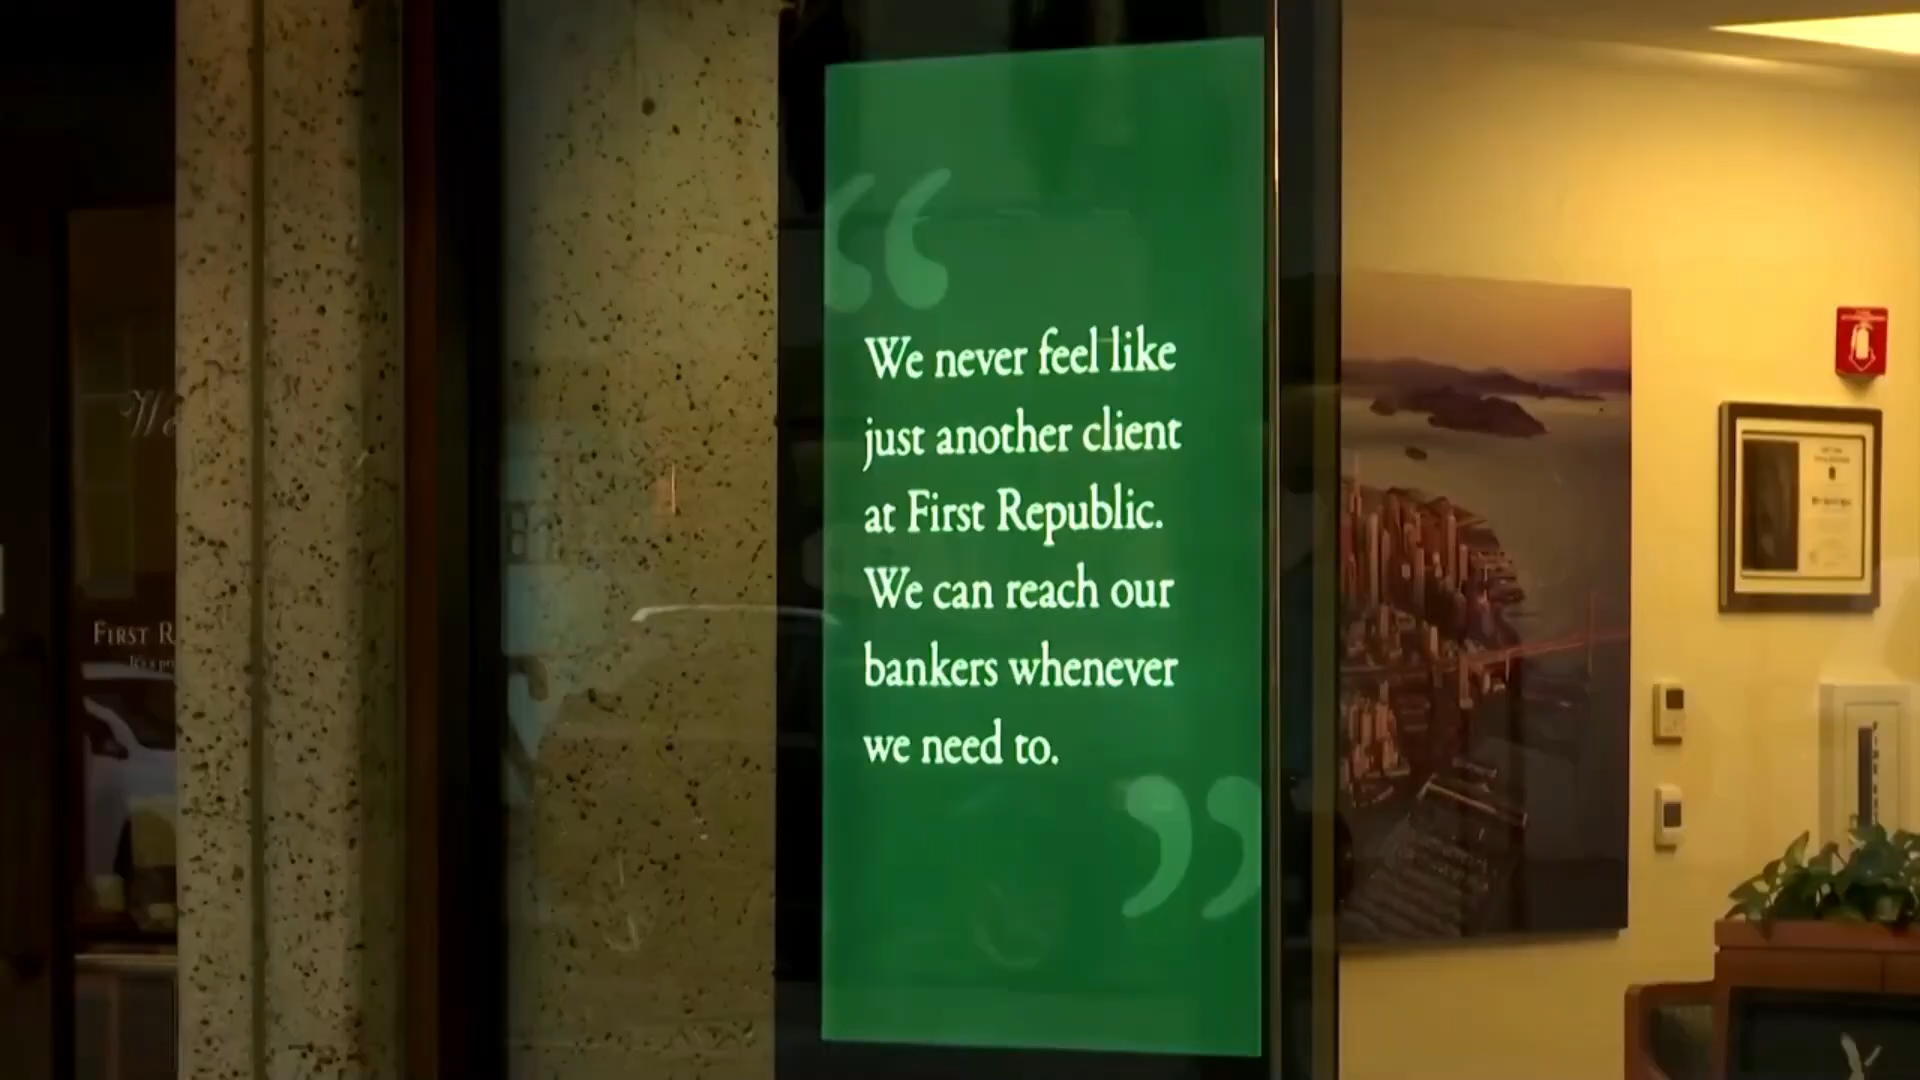 We never feel like
just another client
at First Republic.
We can reach our
bankers whenever
we need to.
FIRST R